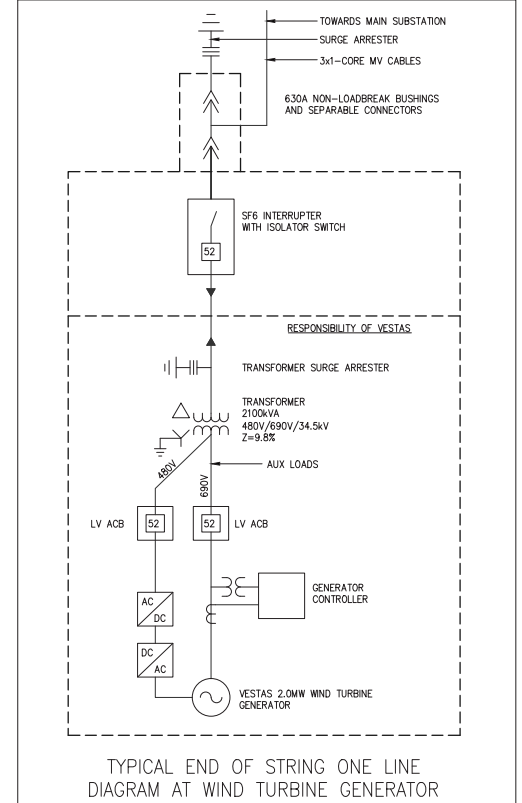 TOWARDS MAIN SUBSTATION
SURGE ARRESTER
3x1-CORE MV CABLES
630A NON-LOADBREAK BUSHINGS
AND SEPARABLE CONNECTORS
SF6 INTERRUPTER
WITH ISOLATOR SWITCH
52
RESPONSIBILITY OF VESTAS
TRANSFORMER SURGE ARRESTER
TRANSFORMER
2100kVA
480V/690V/34.5kV
Z=9.8%
AUX LOADS
480V
690V
LV ACB
52
52
LV ACB
AC
DC
GENERATOR
CONTROLLER
DC
AC
VESTAS 2.0MW WIND TURBINE
GENERATOR
TYPICAL END OF STRING ONE LINE
DIAGRAM AT WIND TURBINE GENERATOR